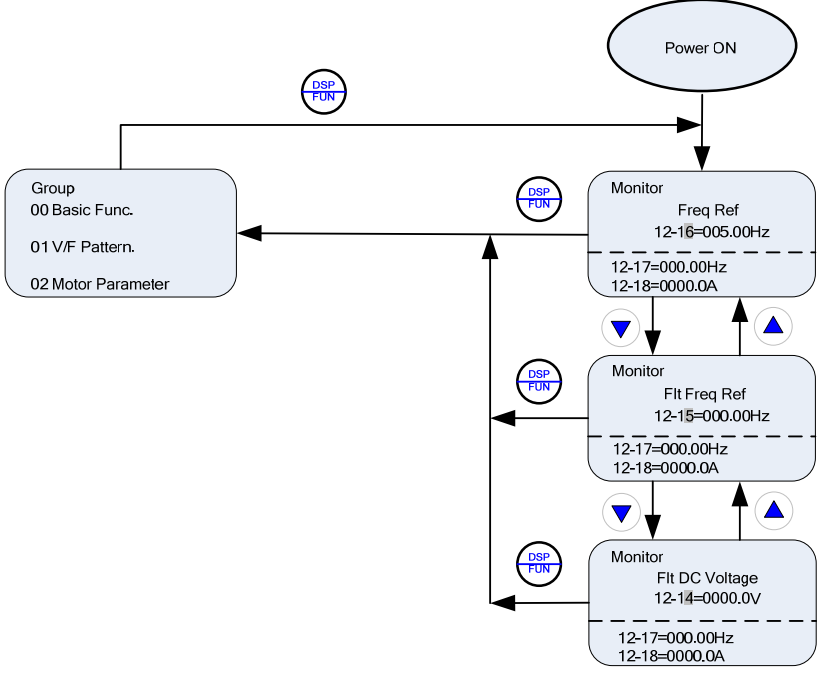 Power ON
DSP
FUN
Group
00 Basic Func.
01 V/F Pattern.
02 Motor Parameter
DSP
FUN
Monitor
Freq Ref
12-16=005.00Hz
12-17=000.00Hz
12-18=0000.0A
DSP
FUN
Monitor
Flt Freq Ref
12-15=000.00Hz
12-17=000.00Hz
12-18=0000.0A
DSP
FUN
Monitor
Flt DC Voltage
12-14=0000.0V
12-17=000.00Hz
12-18=0000.0A